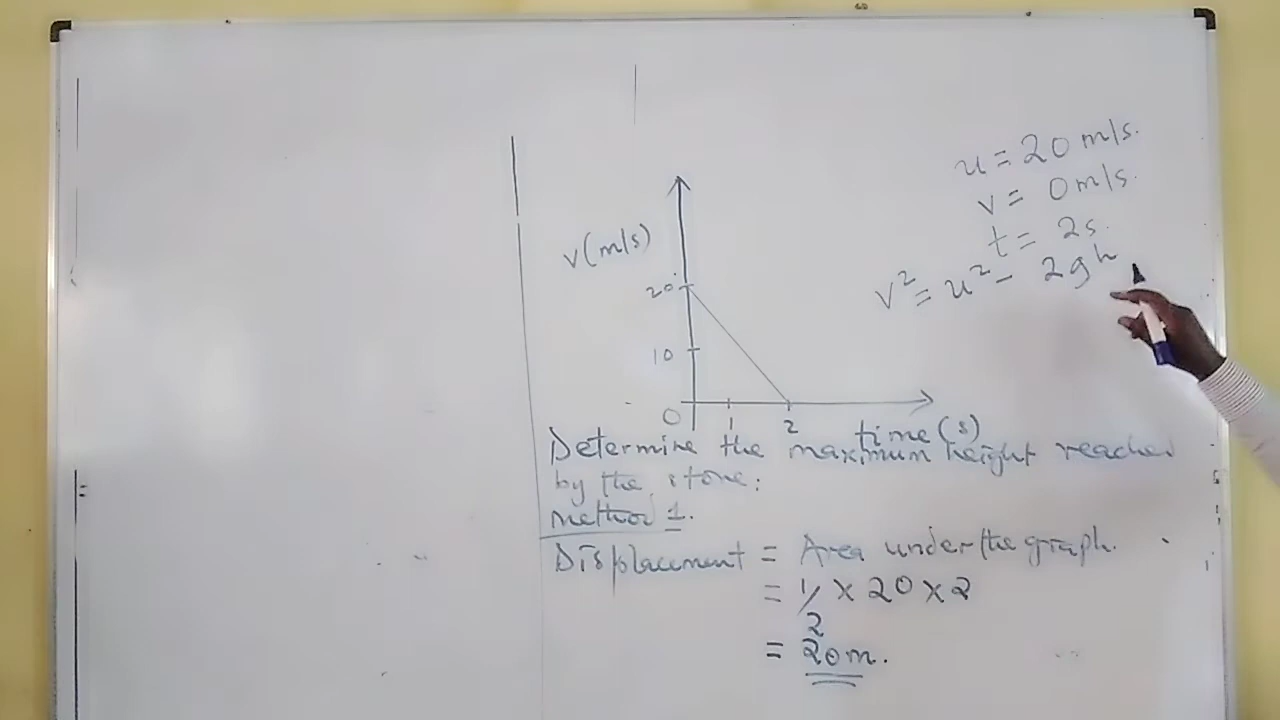 u = 20 m/s.
v = 0 m/s.
t = 2s.
v² = u² - 2gh
v(m/s)
20
10
0
1
2
time (s)
Determine the maximum height reached
by the stone:
Method 1.
Displacement = Area under the graph.
= 1/2 × 20 × 2
= 20m.